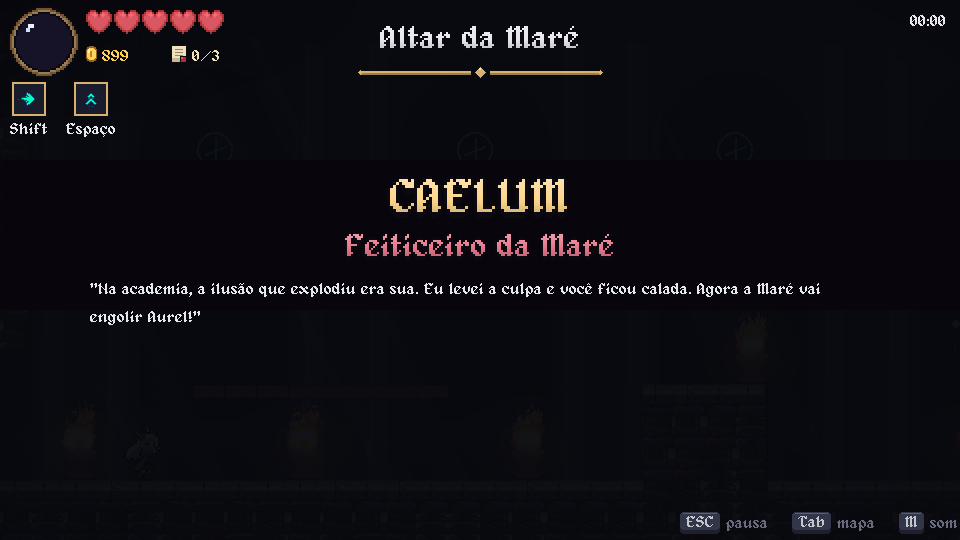 899
0/3
Shift
Espaço
Altar da Maré
00:00
CAELUM
Feiticeiro da Maré
"Na academia, a ilusão que explodiu era sua. Eu levei a culpa e você ficou calada. Agora a Maré vai
engolir Aurel!"
ESC pausa
Tab mapa
M som